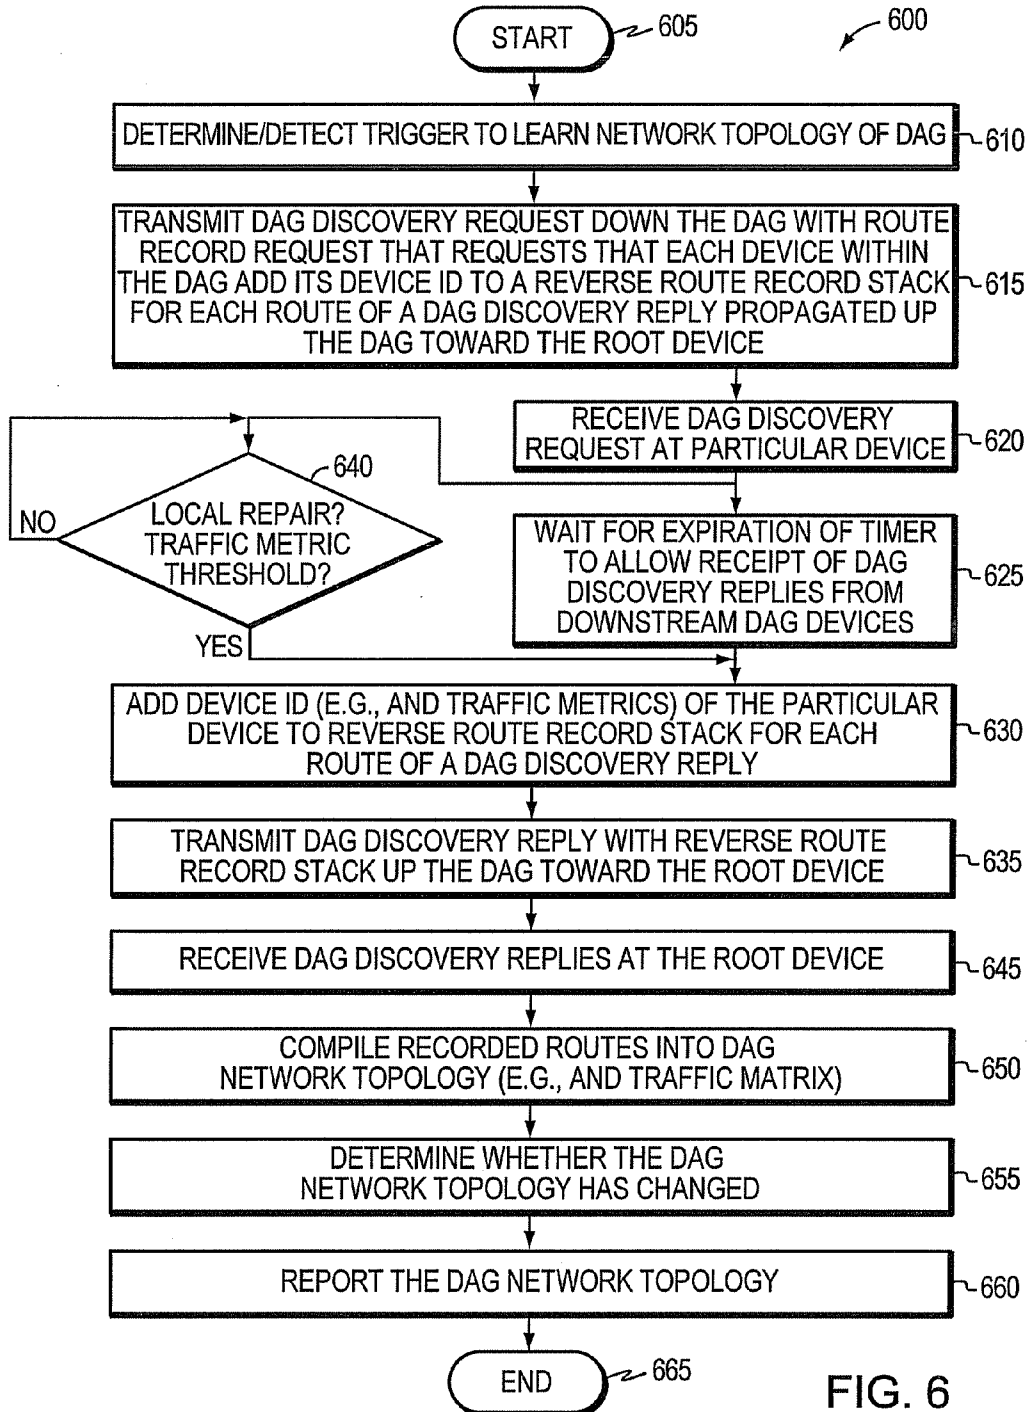 START
605
600
DETERMINE/DETECT TRIGGER TO LEARN NETWORK TOPOLOGY OF DAG
610
TRANSMIT DAG DISCOVERY REQUEST DOWN THE DAG WITH ROUTE
RECORD REQUEST THAT REQUESTS THAT EACH DEVICE WITHIN
THE DAG ADD ITS DEVICE ID TO A REVERSE ROUTE RECORD STACK
FOR EACH ROUTE OF A DAG DISCOVERY REPLY PROPAGATED UP
THE DAG TOWARD THE ROOT DEVICE
615
RECEIVE DAG DISCOVERY
REQUEST AT PARTICULAR DEVICE
620
640
LOCAL REPAIR?
TRAFFIC METRIC
THRESHOLD?
NO
YES
WAIT FOR EXPIRATION OF TIMER
TO ALLOW RECEIPT OF DAG
DISCOVERY REPLIES FROM
DOWNSTREAM DAG DEVICES
625
ADD DEVICE ID (E.G., AND TRAFFIC METRICS) OF THE PARTICULAR
DEVICE TO REVERSE ROUTE RECORD STACK FOR EACH
ROUTE OF A DAG DISCOVERY REPLY
630
TRANSMIT DAG DISCOVERY REPLY WITH REVERSE ROUTE
RECORD STACK UP THE DAG TOWARD THE ROOT DEVICE
635
RECEIVE DAG DISCOVERY REPLIES AT THE ROOT DEVICE
645
COMPILE RECORDED ROUTES INTO DAG
NETWORK TOPOLOGY (E.G., AND TRAFFIC MATRIX)
650
DETERMINE WHETHER THE DAG
NETWORK TOPOLOGY HAS CHANGED
655
REPORT THE DAG NETWORK TOPOLOGY
660
END
665
FIG. 6